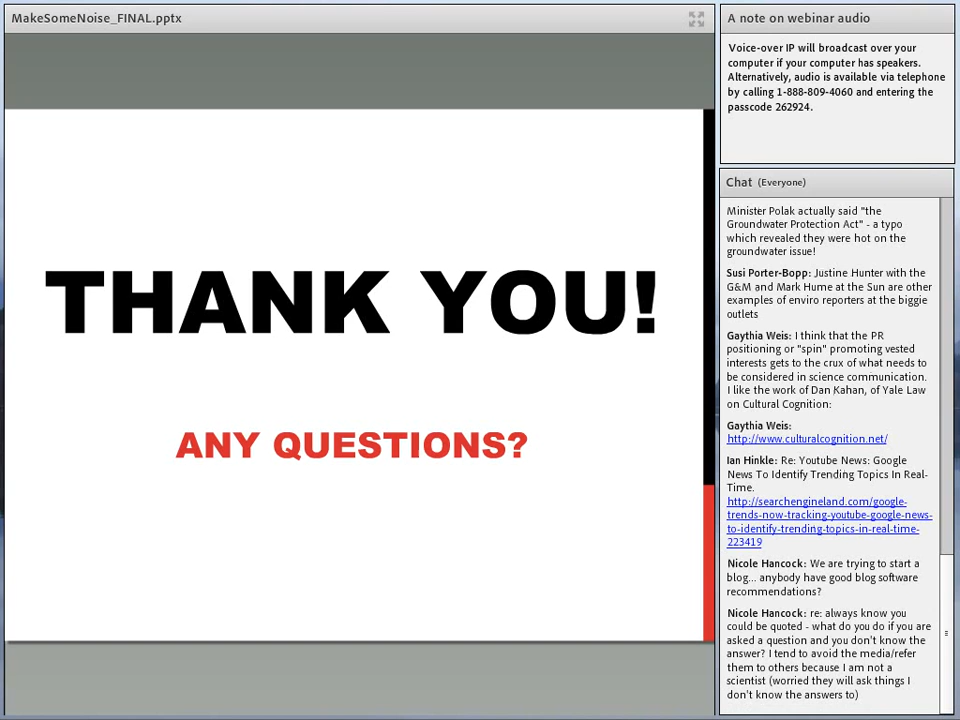 MakeSomeNoise_FINAL.pptx
THANK YOU!
ANY QUESTIONS?
A note on webinar audio
Voice-over IP will broadcast over your
computer if your computer has speakers.
Alternatively, audio is available via telephone
by calling 1-888-809-4060 and entering the
passcode 262924.
Chat (Everyone)
Minister Polak actually said "the
Groundwater Protection Act" - a typo
which revealed they were hot on the
groundwater issue!
Susi Porter-Bopp: Justine Hunter with the
G&M and Mark Hume at the Sun are other
examples of enviro reporters at the biggie
outlets
Gaythia Weis: I think that the PR
positioning or "spin" promoting vested
interests gets to the crux of what needs to
be considered in science communication.
I like the work of Dan Kahan, of Yale Law
on Cultural Cognition:
Gaythia Weis:
http://www.culturalcognition.net/
Ian Hinkle: Re: Youtube News: Google
News To Identify Trending Topics In Real-
Time.
http://searchengineland.com/google-
trends-now-tracking-youtube-google-news-
to-identify-trending-topics-in-real-time-
223419
Nicole Hancock: We are trying to start a
blog... anybody have good blog software
recommendations?
Nicole Hancock: re: always know you
could be quoted - what do you do if you are
asked a question and you don't know the
answer? I tend to avoid the media/refer
them to others because I am not a
scientist (worried they will ask things I
don't know the answers to)